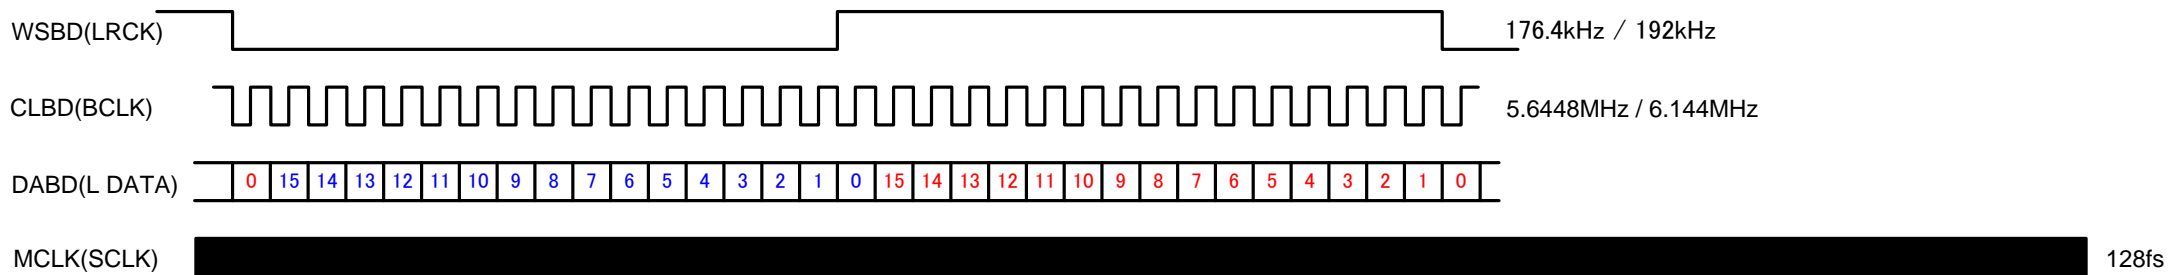 WSBD(LRCK) 176.4kHz / 192kHz
CLBD(BCLK) 5.6448MHz / 6.144MHz
DABD(L DATA) 0 15 14 13 12 11 10 9 8 7 6 5 4 3 2 1 0 15 14 13 12 11 10 9 8 7 6 5 4 3 2 1 0
MCLK(SCLK) 128fs